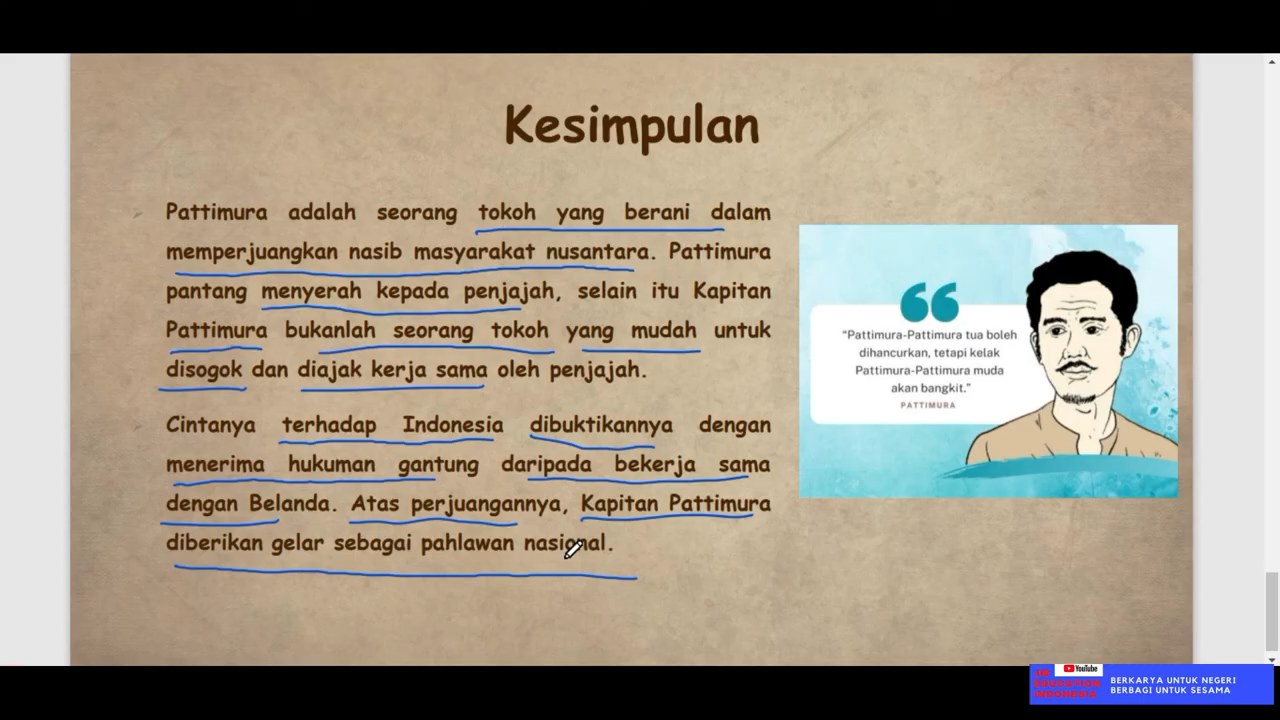 Kesimpulan
Pattimura adalah seorang tokoh yang berani dalam
memperjuangkan nasib masyarakat nusantara. Pattimura
pantang menyerah kepada penjajah, selain itu Kapitan
Pattimura bukanlah seorang tokoh yang mudah untuk
disogok dan diajak kerja sama oleh penjajah.
Cintanya terhadap Indonesia dibuktikannya dengan
menerima hukuman gantung daripada bekerja sama
dengan Belanda. Atas perjuangannya, Kapitan Pattimura
diberikan gelar sebagai pahlawan nasional.
“Pattimura-Pattimura tua boleh
dihancurkan, tetapi kelak
Pattimura-Pattimura muda
akan bangkit.”
PATTIMURA
YouTube
EDUCATION
INDONESIA
BERKARYA UNTUK NEGERI
BERBAGI UNTUK SESAMA